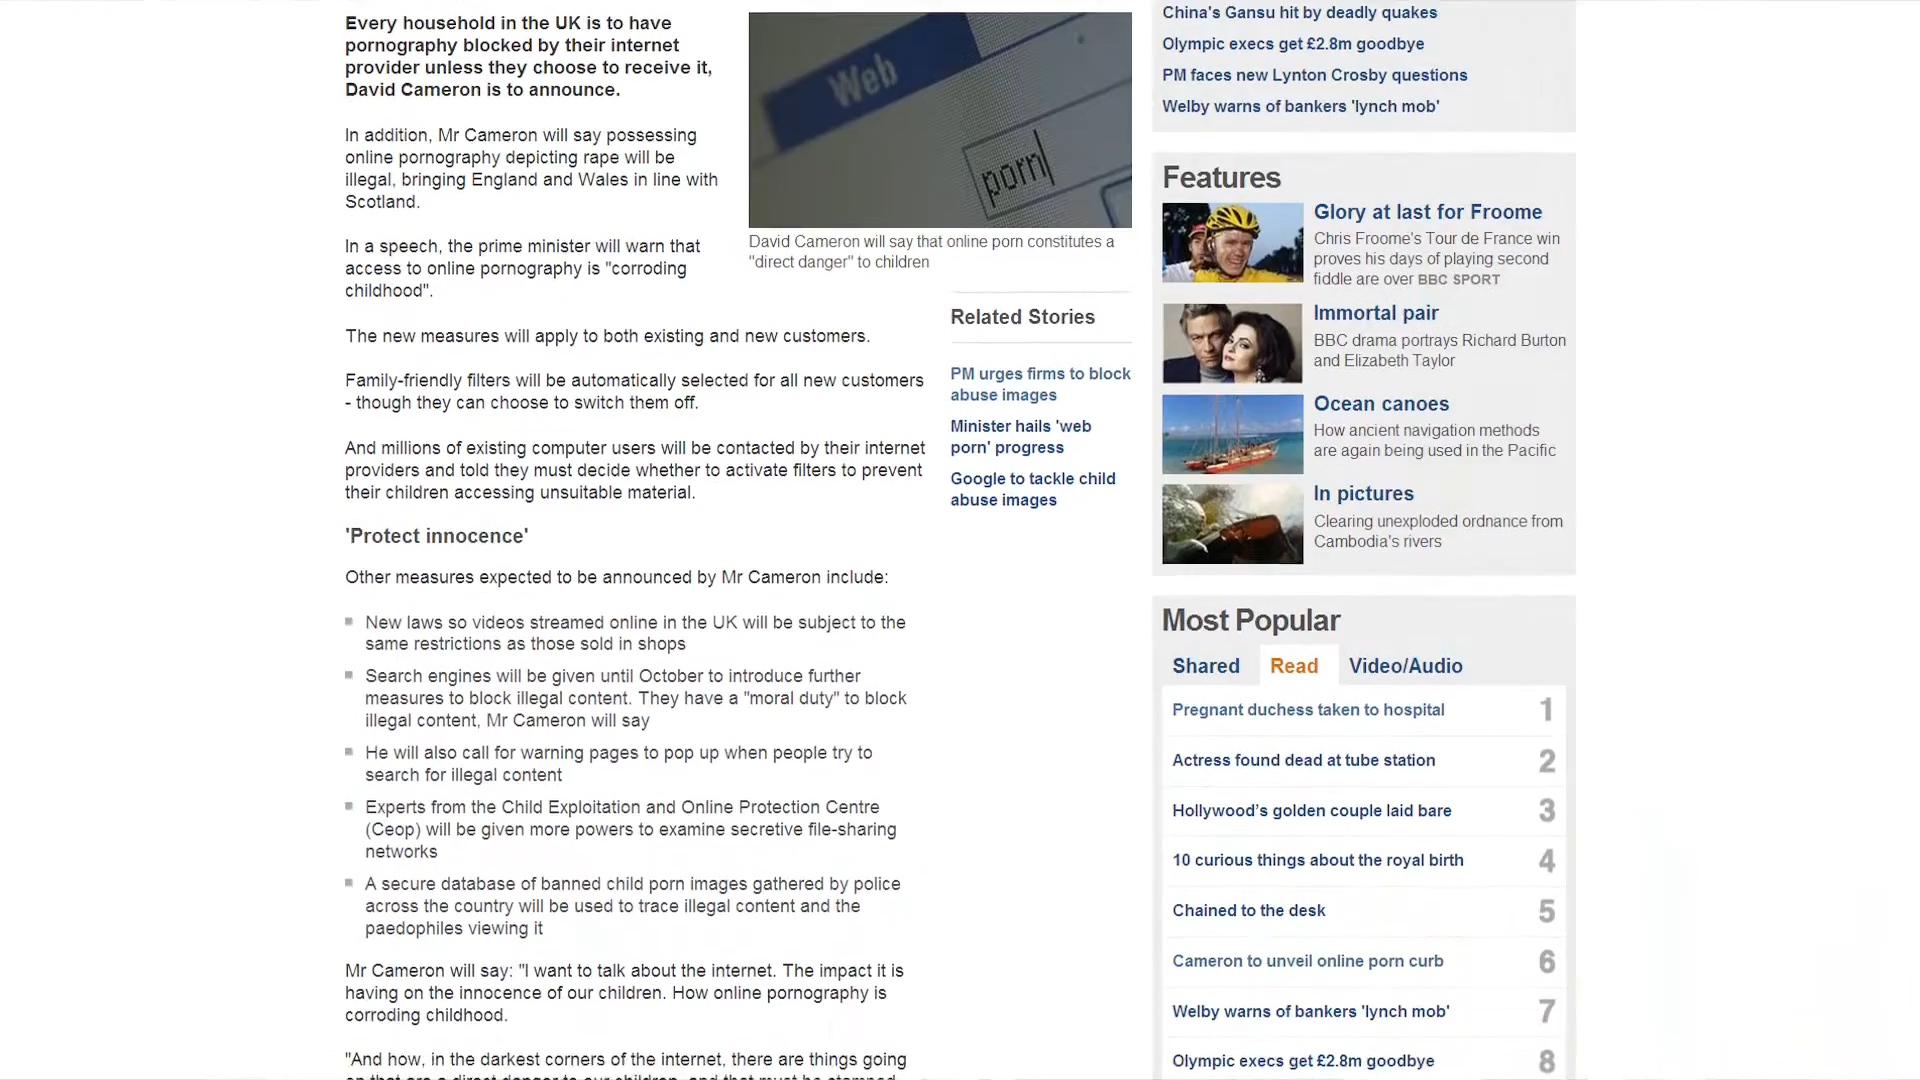 Every household in the UK is to have
pornography blocked by their internet
provider unless they choose to receive it,
David Cameron is to announce.
In addition, Mr Cameron will say possessing
online pornography depicting rape will be
illegal, bringing England and Wales in line with
Scotland.
In a speech, the prime minister will warn that
access to online pornography is "corroding
childhood".
The new measures will apply to both existing and new customers.
Family-friendly filters will be automatically selected for all new customers
- though they can choose to switch them off.
And millions of existing computer users will be contacted by their internet
providers and told they must decide whether to activate filters to prevent
their children accessing unsuitable material.
'Protect innocence'
Other measures expected to be announced by Mr Cameron include:
New laws so videos streamed online in the UK will be subject to the
same restrictions as those sold in shops
Search engines will be given until October to introduce further
measures to block illegal content. They have a "moral duty" to block
illegal content, Mr Cameron will say
He will also call for warning pages to pop up when people try to
search for illegal content
Experts from the Child Exploitation and Online Protection Centre
(Ceop) will be given more powers to examine secretive file-sharing
networks
A secure database of banned child porn images gathered by police
across the country will be used to trace illegal content and the
paedophiles viewing it
Mr Cameron will say: "I want to talk about the internet. The impact it is
having on the innocence of our children. How online pornography is
corroding childhood.
"And how, in the darkest corners of the internet, there are things going
on that are a direct danger to our children, and that must be stamped
Web
porn
David Cameron will say that online porn constitutes a
"direct danger" to children
Related Stories
PM urges firms to block
abuse images
Minister hails 'web
porn' progress
Google to tackle child
abuse images
China's Gansu hit by deadly quakes
Olympic execs get £2.8m goodbye
PM faces new Lynton Crosby questions
Welby warns of bankers 'lynch mob'
Features
Glory at last for Froome
Chris Froome's Tour de France win
proves his days of playing second
fiddle are over BBC SPORT
Immortal pair
BBC drama portrays Richard Burton
and Elizabeth Taylor
Ocean canoes
How ancient navigation methods
are again being used in the Pacific
In pictures
Clearing unexploded ordnance from
Cambodia's rivers
Most Popular
Shared Read Video/Audio
Pregnant duchess taken to hospital 1
Actress found dead at tube station 2
Hollywood's golden couple laid bare 3
10 curious things about the royal birth 4
Chained to the desk 5
Cameron to unveil online porn curb 6
Welby warns of bankers 'lynch mob' 7
Olympic execs get £2.8m goodbye 8